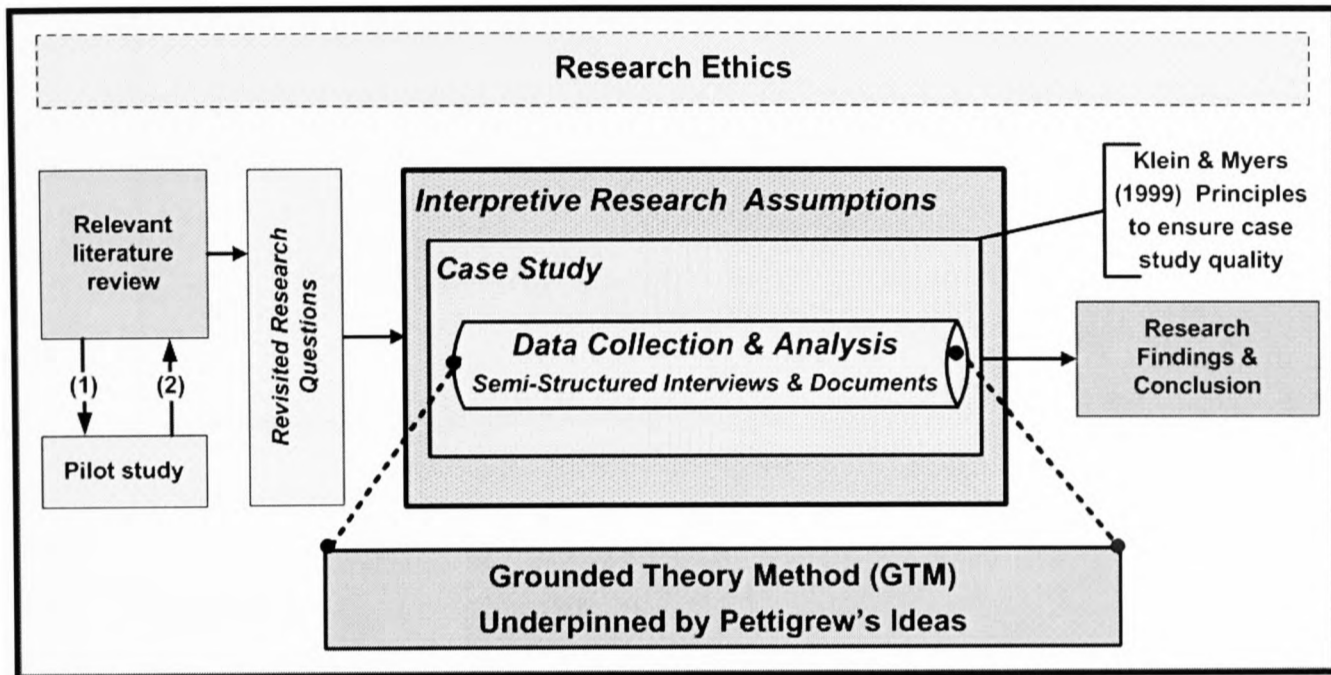 Research Ethics
Relevant
literature
review
(1)
(2)
Pilot study
Revisited Research
Questions
Interpretive Research Assumptions
Case Study
Data Collection & Analysis
Semi-Structured Interviews & Documents
Klein & Myers
(1999) Principles
to ensure case
study quality
Research
Findings &
Conclusion
Grounded Theory Method (GTM)
Underpinned by Pettigrew's Ideas